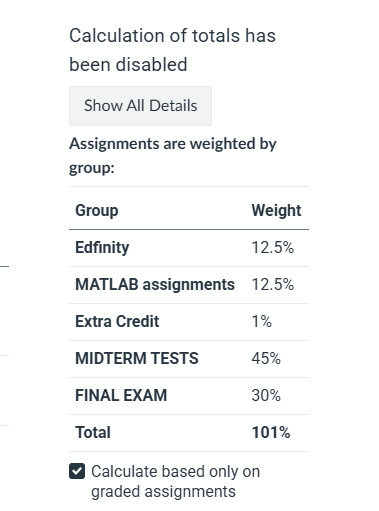 Calculation of totals has
been disabled
Show All Details
Assignments are weighted by
group:
Group Weight
Edfinity 12.5%
MATLAB assignments 12.5%
Extra Credit 1%
MIDTERM TESTS 45%
FINAL EXAM 30%
Total 101%
Calculate based only on
graded assignments